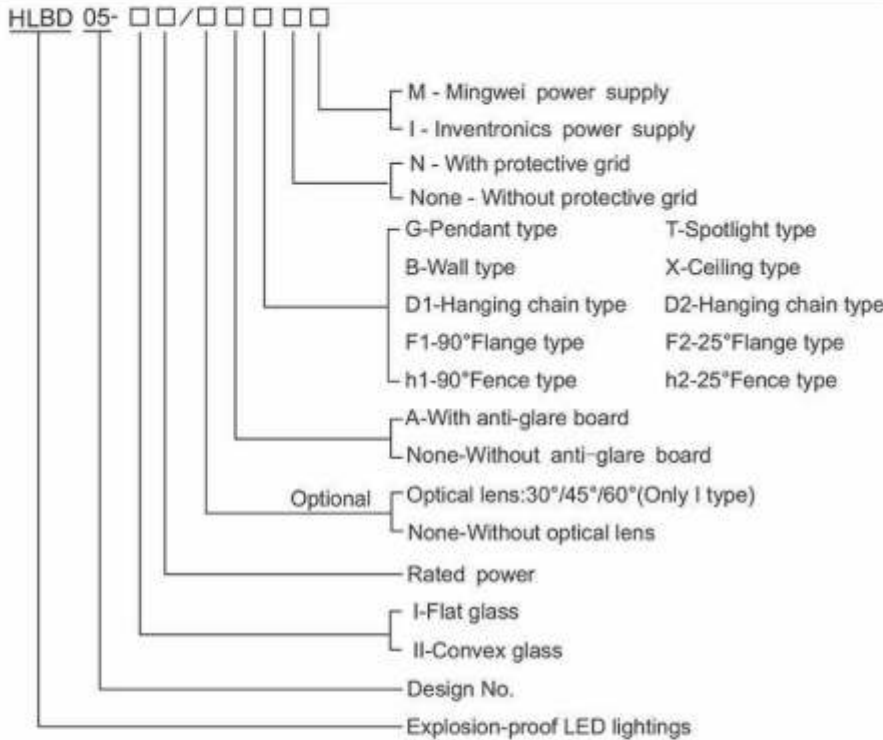 HLBD 05-□□/□□□□□
M - Mingwei power supply
I - Inventronics power supply
N - With protective grid
None - Without protective grid
G-Pendant type T-Spotlight type
B-Wall type X-Ceiling type
D1-Hanging chain type D2-Hanging chain type
F1-90°Flange type F2-25°Flange type
h1-90°Fence type h2-25°Fence type
A-With anti-glare board
None-Without anti-glare board
Optional Optical lens:30°/45°/60°(Only I type)
None-Without optical lens
Rated power
I-Flat glass
II-Convex glass
Design No.
Explosion-proof LED lightings